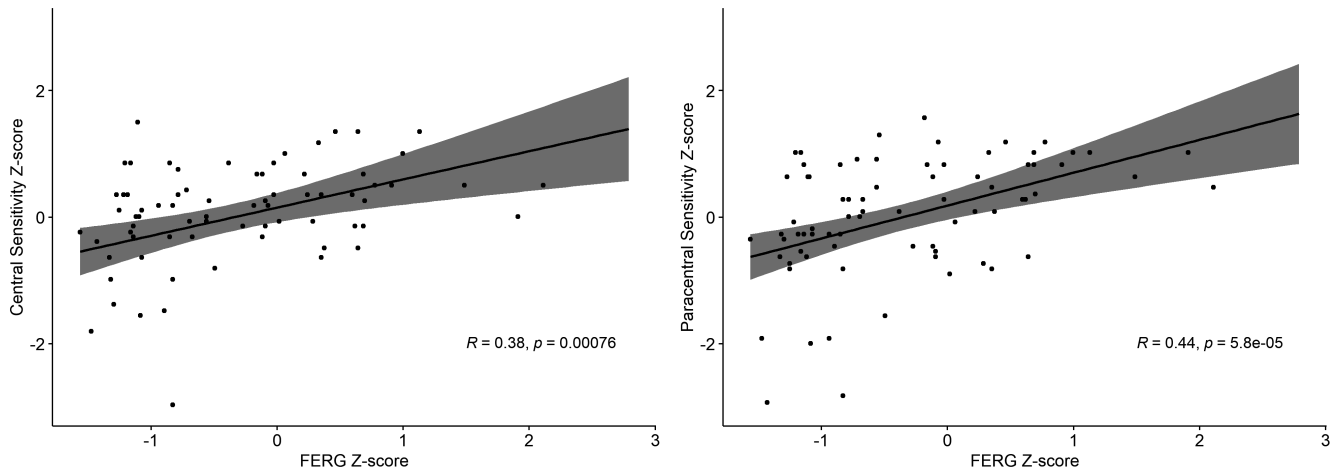 Central Sensitivity Z-score
2
0
-2
R = 0.38, p = 0.00076
-1
0
1
2
3
FERG Z-score
Paracentral Sensitivity Z-score
2
0
-2
R = 0.44, p = 5.8e-05
-1
0
1
2
3
FERG Z-score